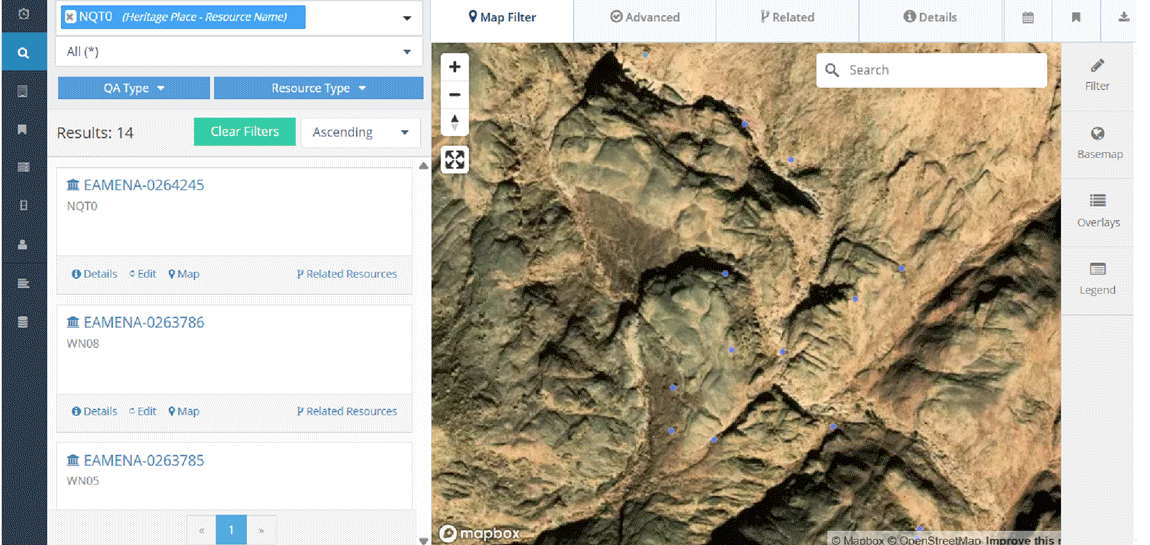 NQT0 (Heritage Place - Resource Name)
All (*)
QA Type
Resource Type
Results: 14
Clear Filters
Ascending
EAMENA-0264245
NQT0
Details Edit Map Related Resources
EAMENA-0263786
WN08
Details Edit Map Related Resources
EAMENA-0263785
WN05
« 1 »
Map Filter
Advanced
Related
Details
Search
Filter
Basemap
Overlays
Legend
mapbox
© Mapbox © OpenStreetMap Improve this